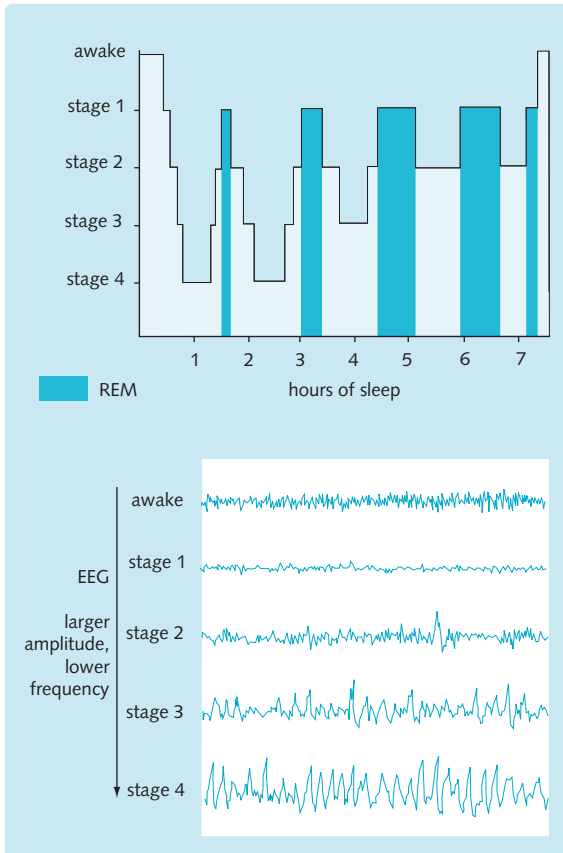 awake
stage 1
stage 2
stage 3
stage 4
1 2 3 4 5 6 7
REM
hours of sleep
awake
stage 1
EEG
larger
amplitude,
lower
frequency
stage 2
stage 3
stage 4